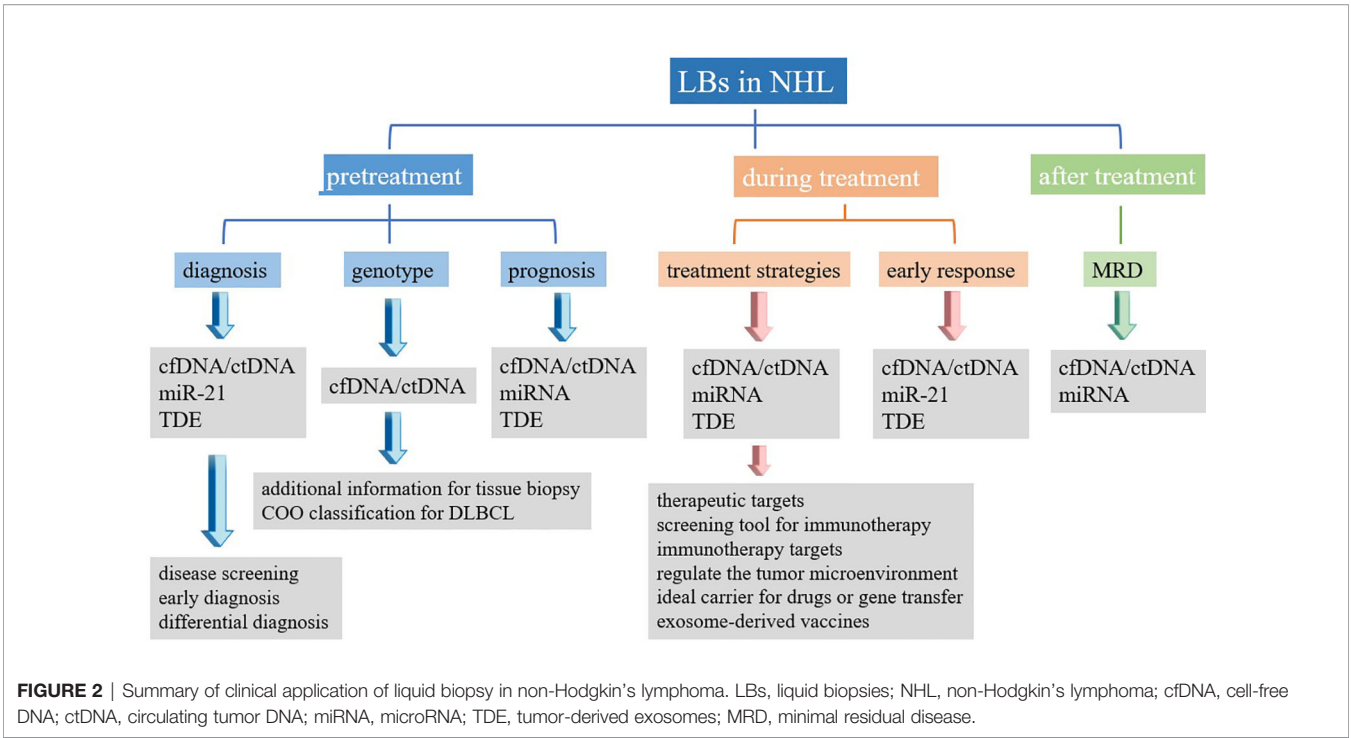 LBs in NHL
pretreatment
during treatment
after treatment
diagnosis
genotype
prognosis
treatment strategies
early response
MRD
cfDNA/ctDNA
miR-21
TDE
cfDNA/ctDNA
cfDNA/ctDNA
miRNA
TDE
cfDNA/ctDNA
miRNA
TDE
cfDNA/ctDNA
miR-21
TDE
cfDNA/ctDNA
miRNA
additional information for tissue biopsy
COO classification for DLBCL
disease screening
early diagnosis
differential diagnosis
therapeutic targets
screening tool for immunotherapy
immunotherapy targets
regulate the tumor microenvironment
ideal carrier for drugs or gene transfer
exosome-derived vaccines
FIGURE 2 | Summary of clinical application of liquid biopsy in non-Hodgkin's lymphoma. LBs, liquid biopsies; NHL, non-Hodgkin's lymphoma; cfDNA, cell-free
DNA; ctDNA, circulating tumor DNA; miRNA, microRNA; TDE, tumor-derived exosomes; MRD, minimal residual disease.